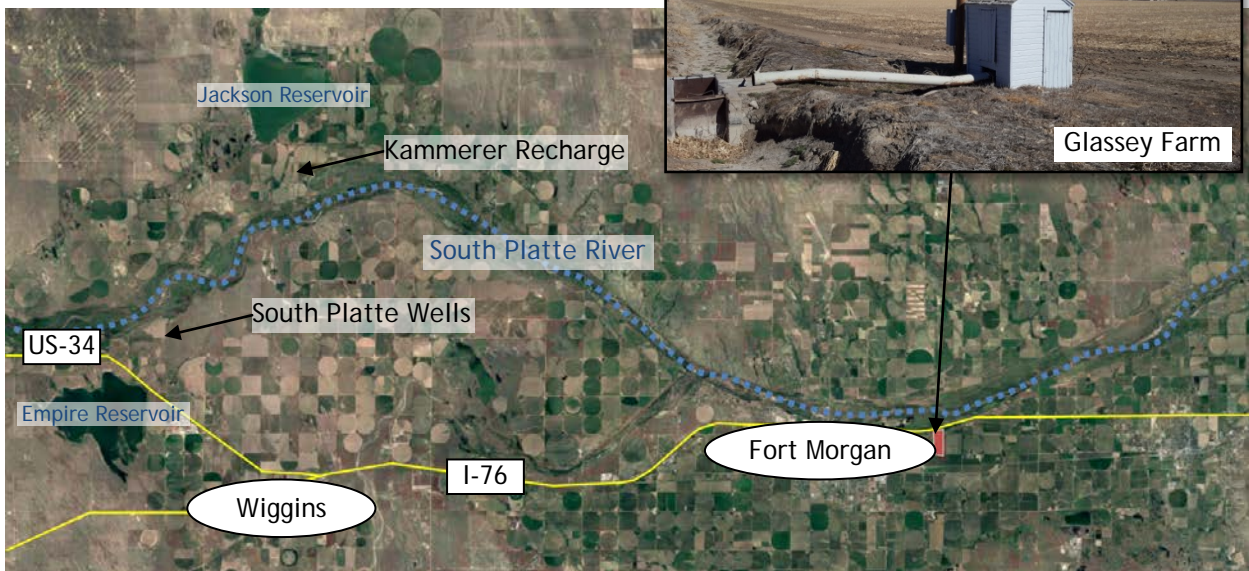 Jackson Reservoir
Kammerer Recharge
Glassey Farm
South Platte River
South Platte Wells
US-34
Empire Reservoir
Fort Morgan
I-76
Wiggins